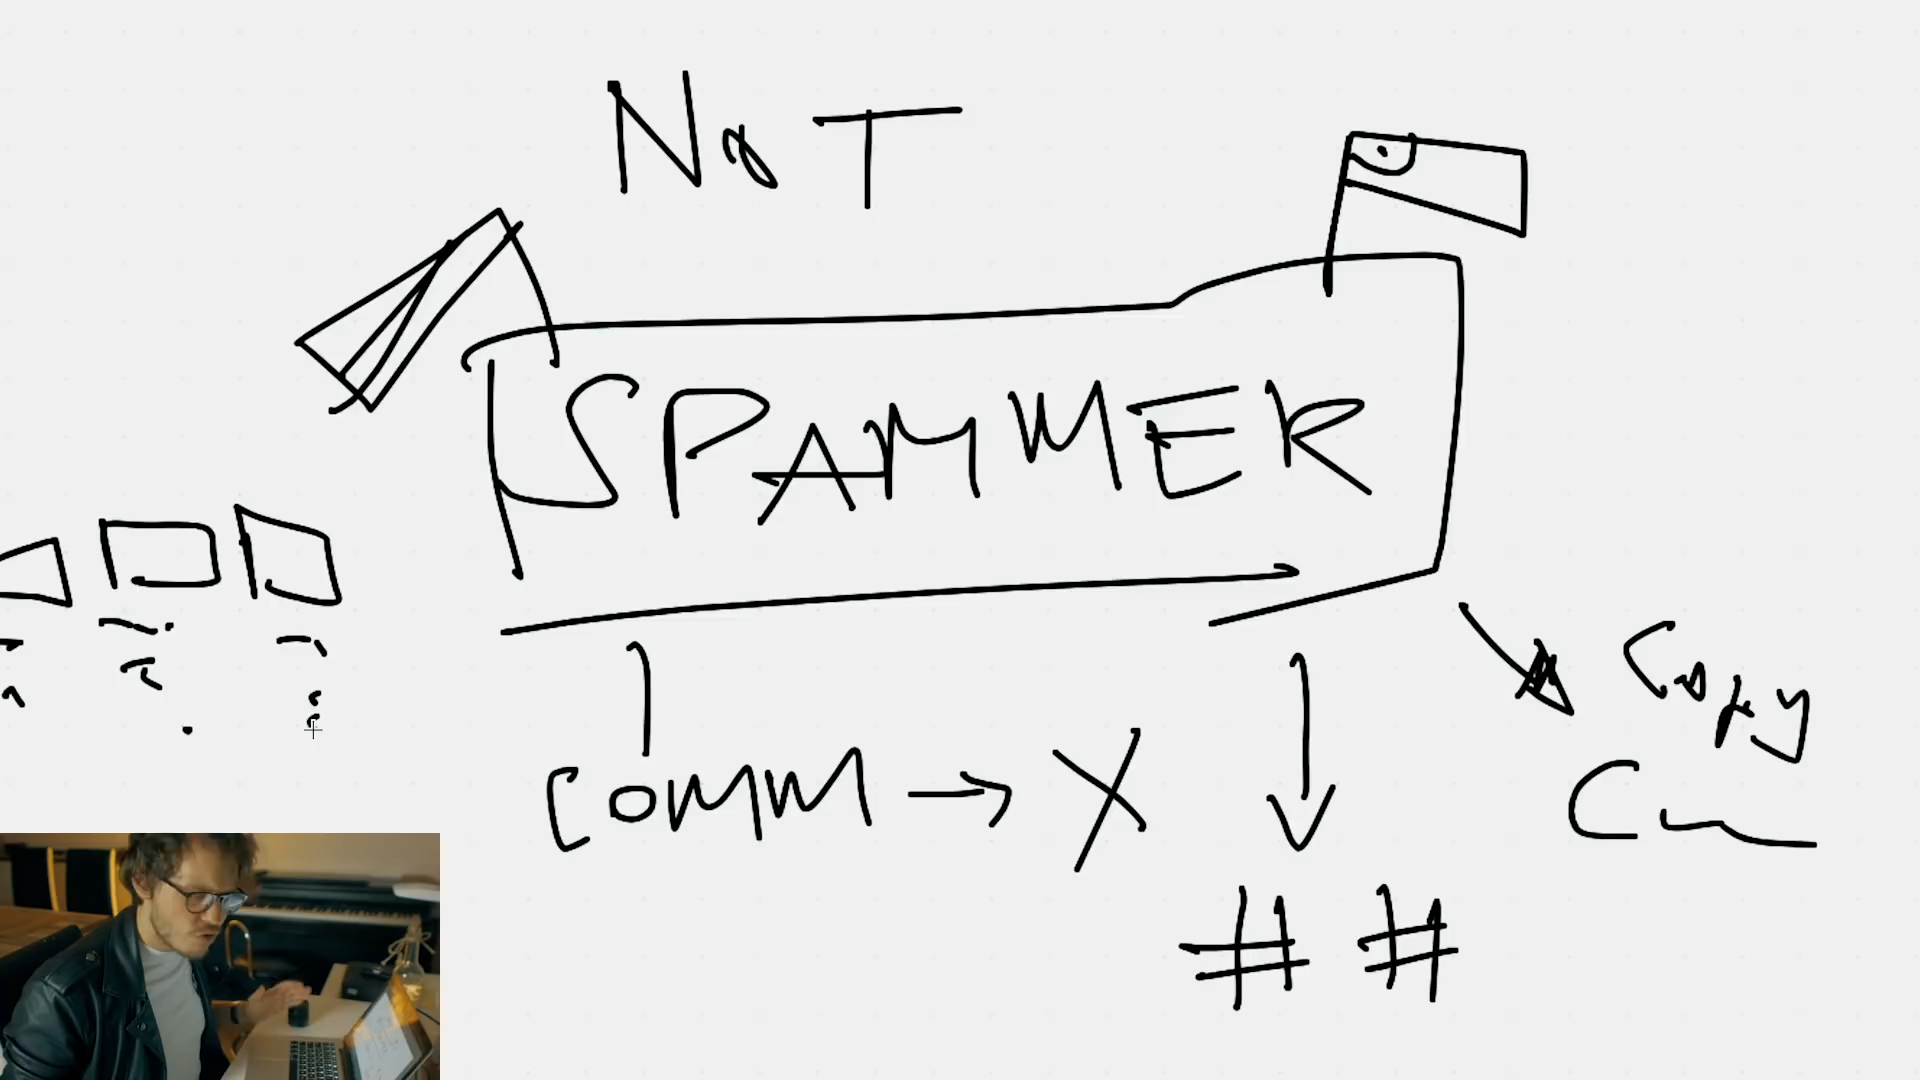 NOT
SPAMMER
COMM → X
Copy
# #